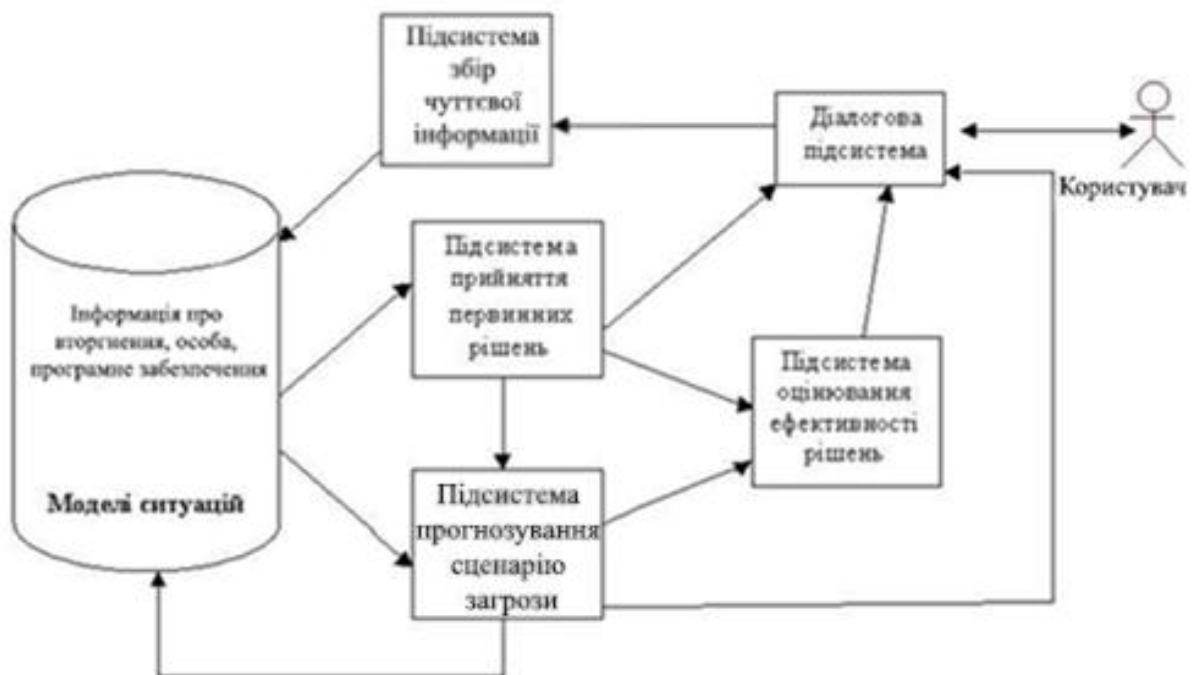 Підсистема
збір
чуттєвої
інформації
Діалогова
підсистема
Користувач
Підсистема
прийняття
первинних
рішень
Інформація про
вторгнення, особа,
програмне забезпечення
Моделі ситуацій
Підсистема
оцінювання
ефективності
рішень
Підсистема
прогнозування
сценарію
загрози